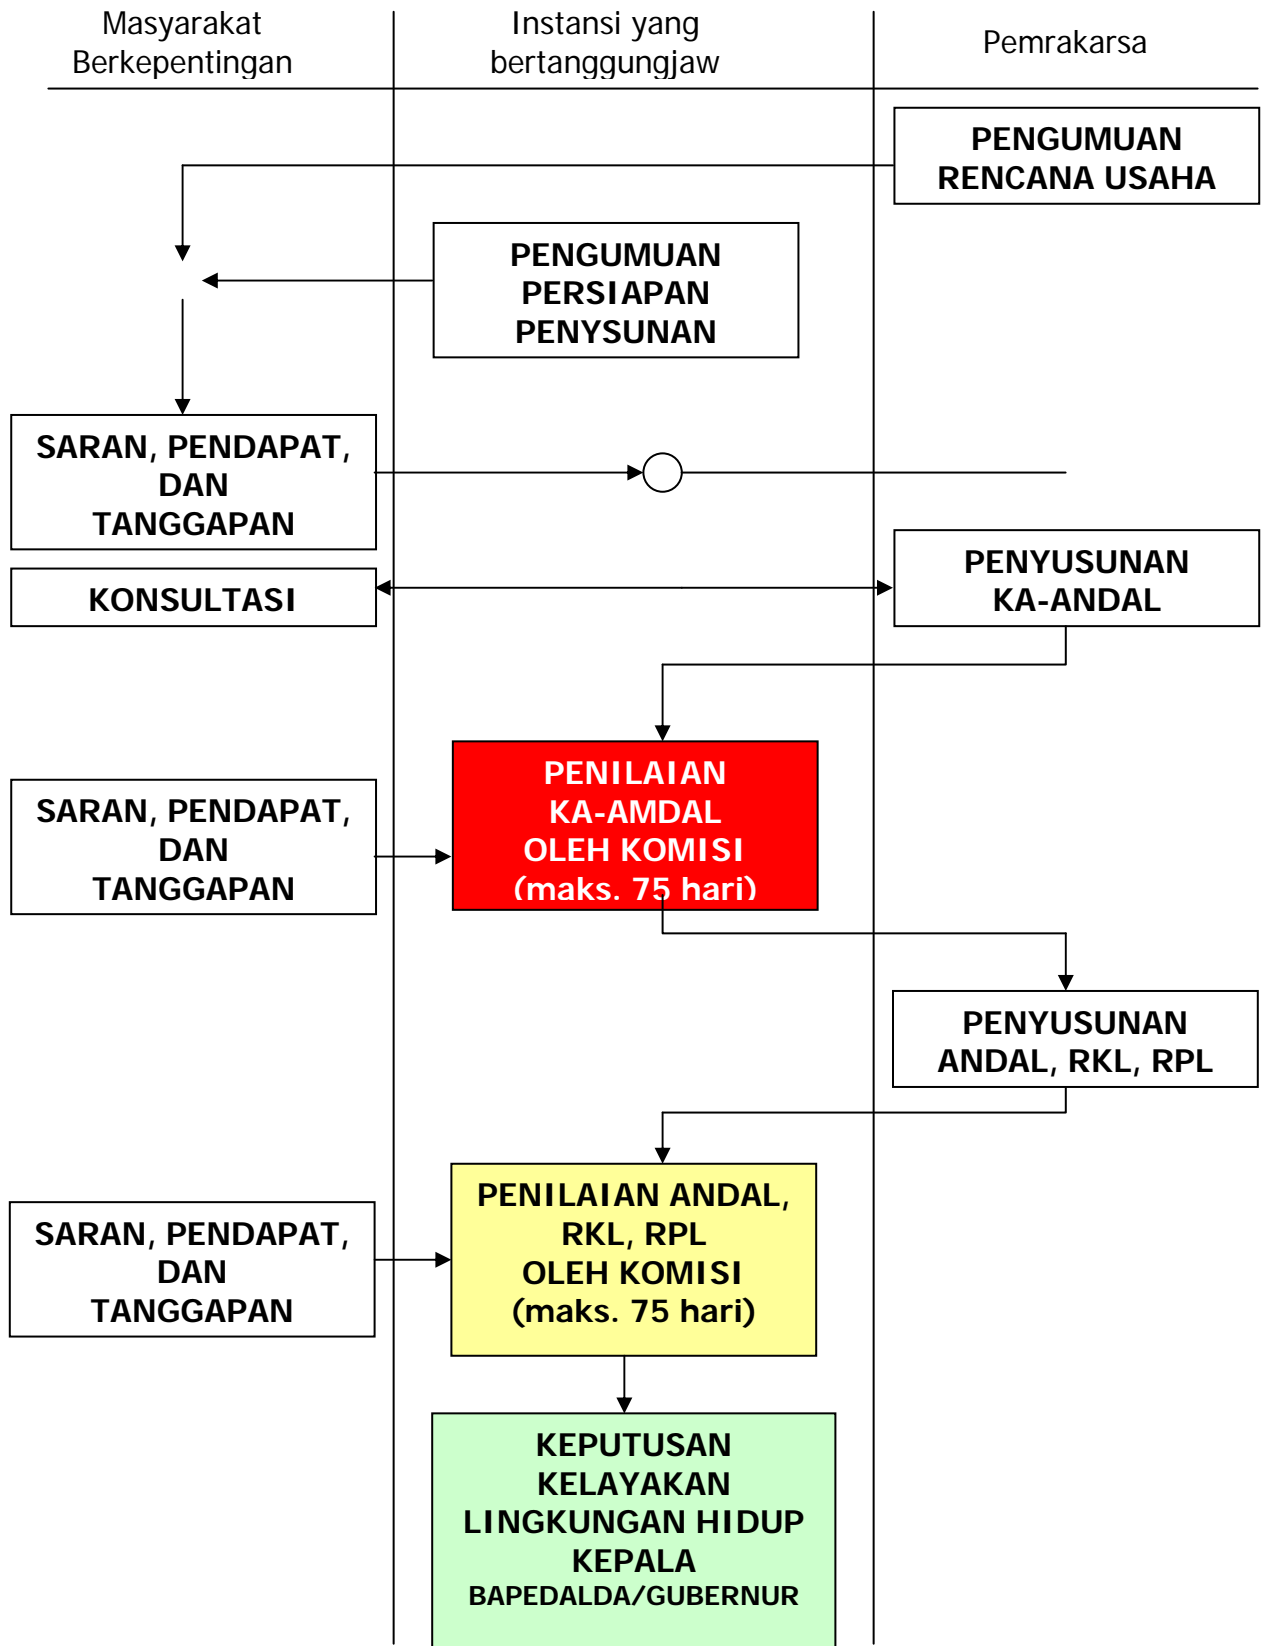 Masyarakat
Berkepentingan
Instansi yang
bertanggungjaw
Pemrakarsa
PENGUMUAN
RENCANA USAHA
PENGUMUAN
PERSIAPAN
PENYSUNAN
SARAN, PENDAPAT,
DAN
TANGGAPAN
KONSULTASI
PENYUSUNAN
KA-ANDAL
PENILAIAN
KA-AMDAL
OLEH KOMISI
(maks. 75 hari)
SARAN, PENDAPAT,
DAN
TANGGAPAN
PENYUSUNAN
ANDAL, RKL, RPL
PENILAIAN ANDAL,
RKL, RPL
OLEH KOMISI
(maks. 75 hari)
SARAN, PENDAPAT,
DAN
TANGGAPAN
KEPUTUSAN
KELAYAKAN
LINGKUNGAN HIDUP
KEPALA
BAPEDALDA/GUBERNUR